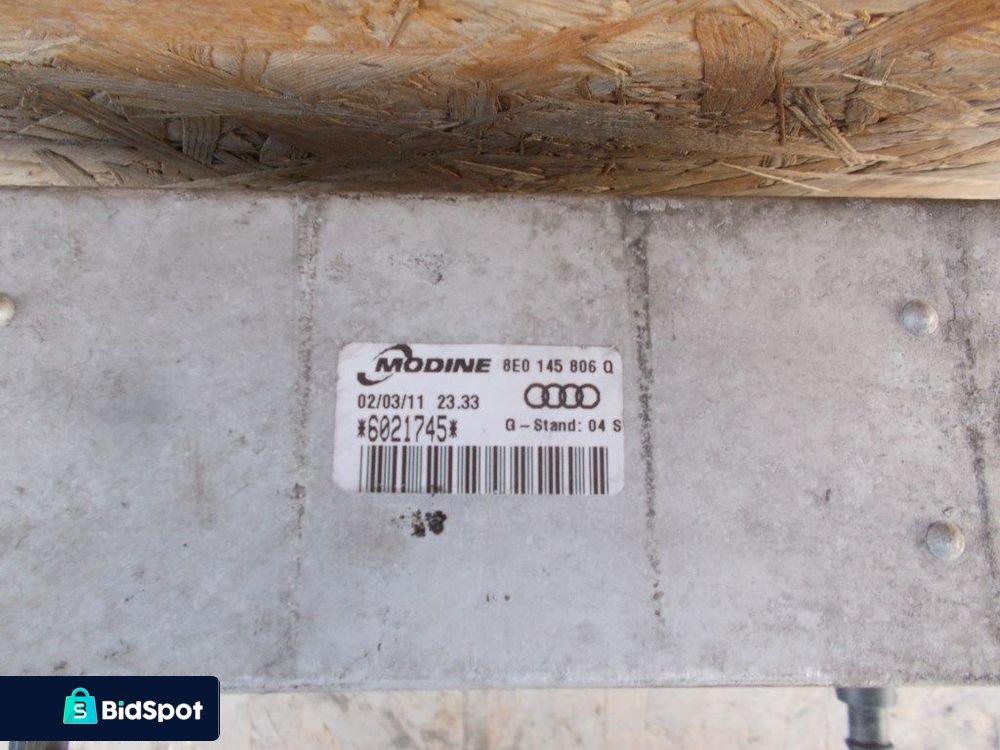 MODINE 8E0 145 806 Q
02/03/11 23.33
*6021745* G-Stand: 04 S
BidSpot